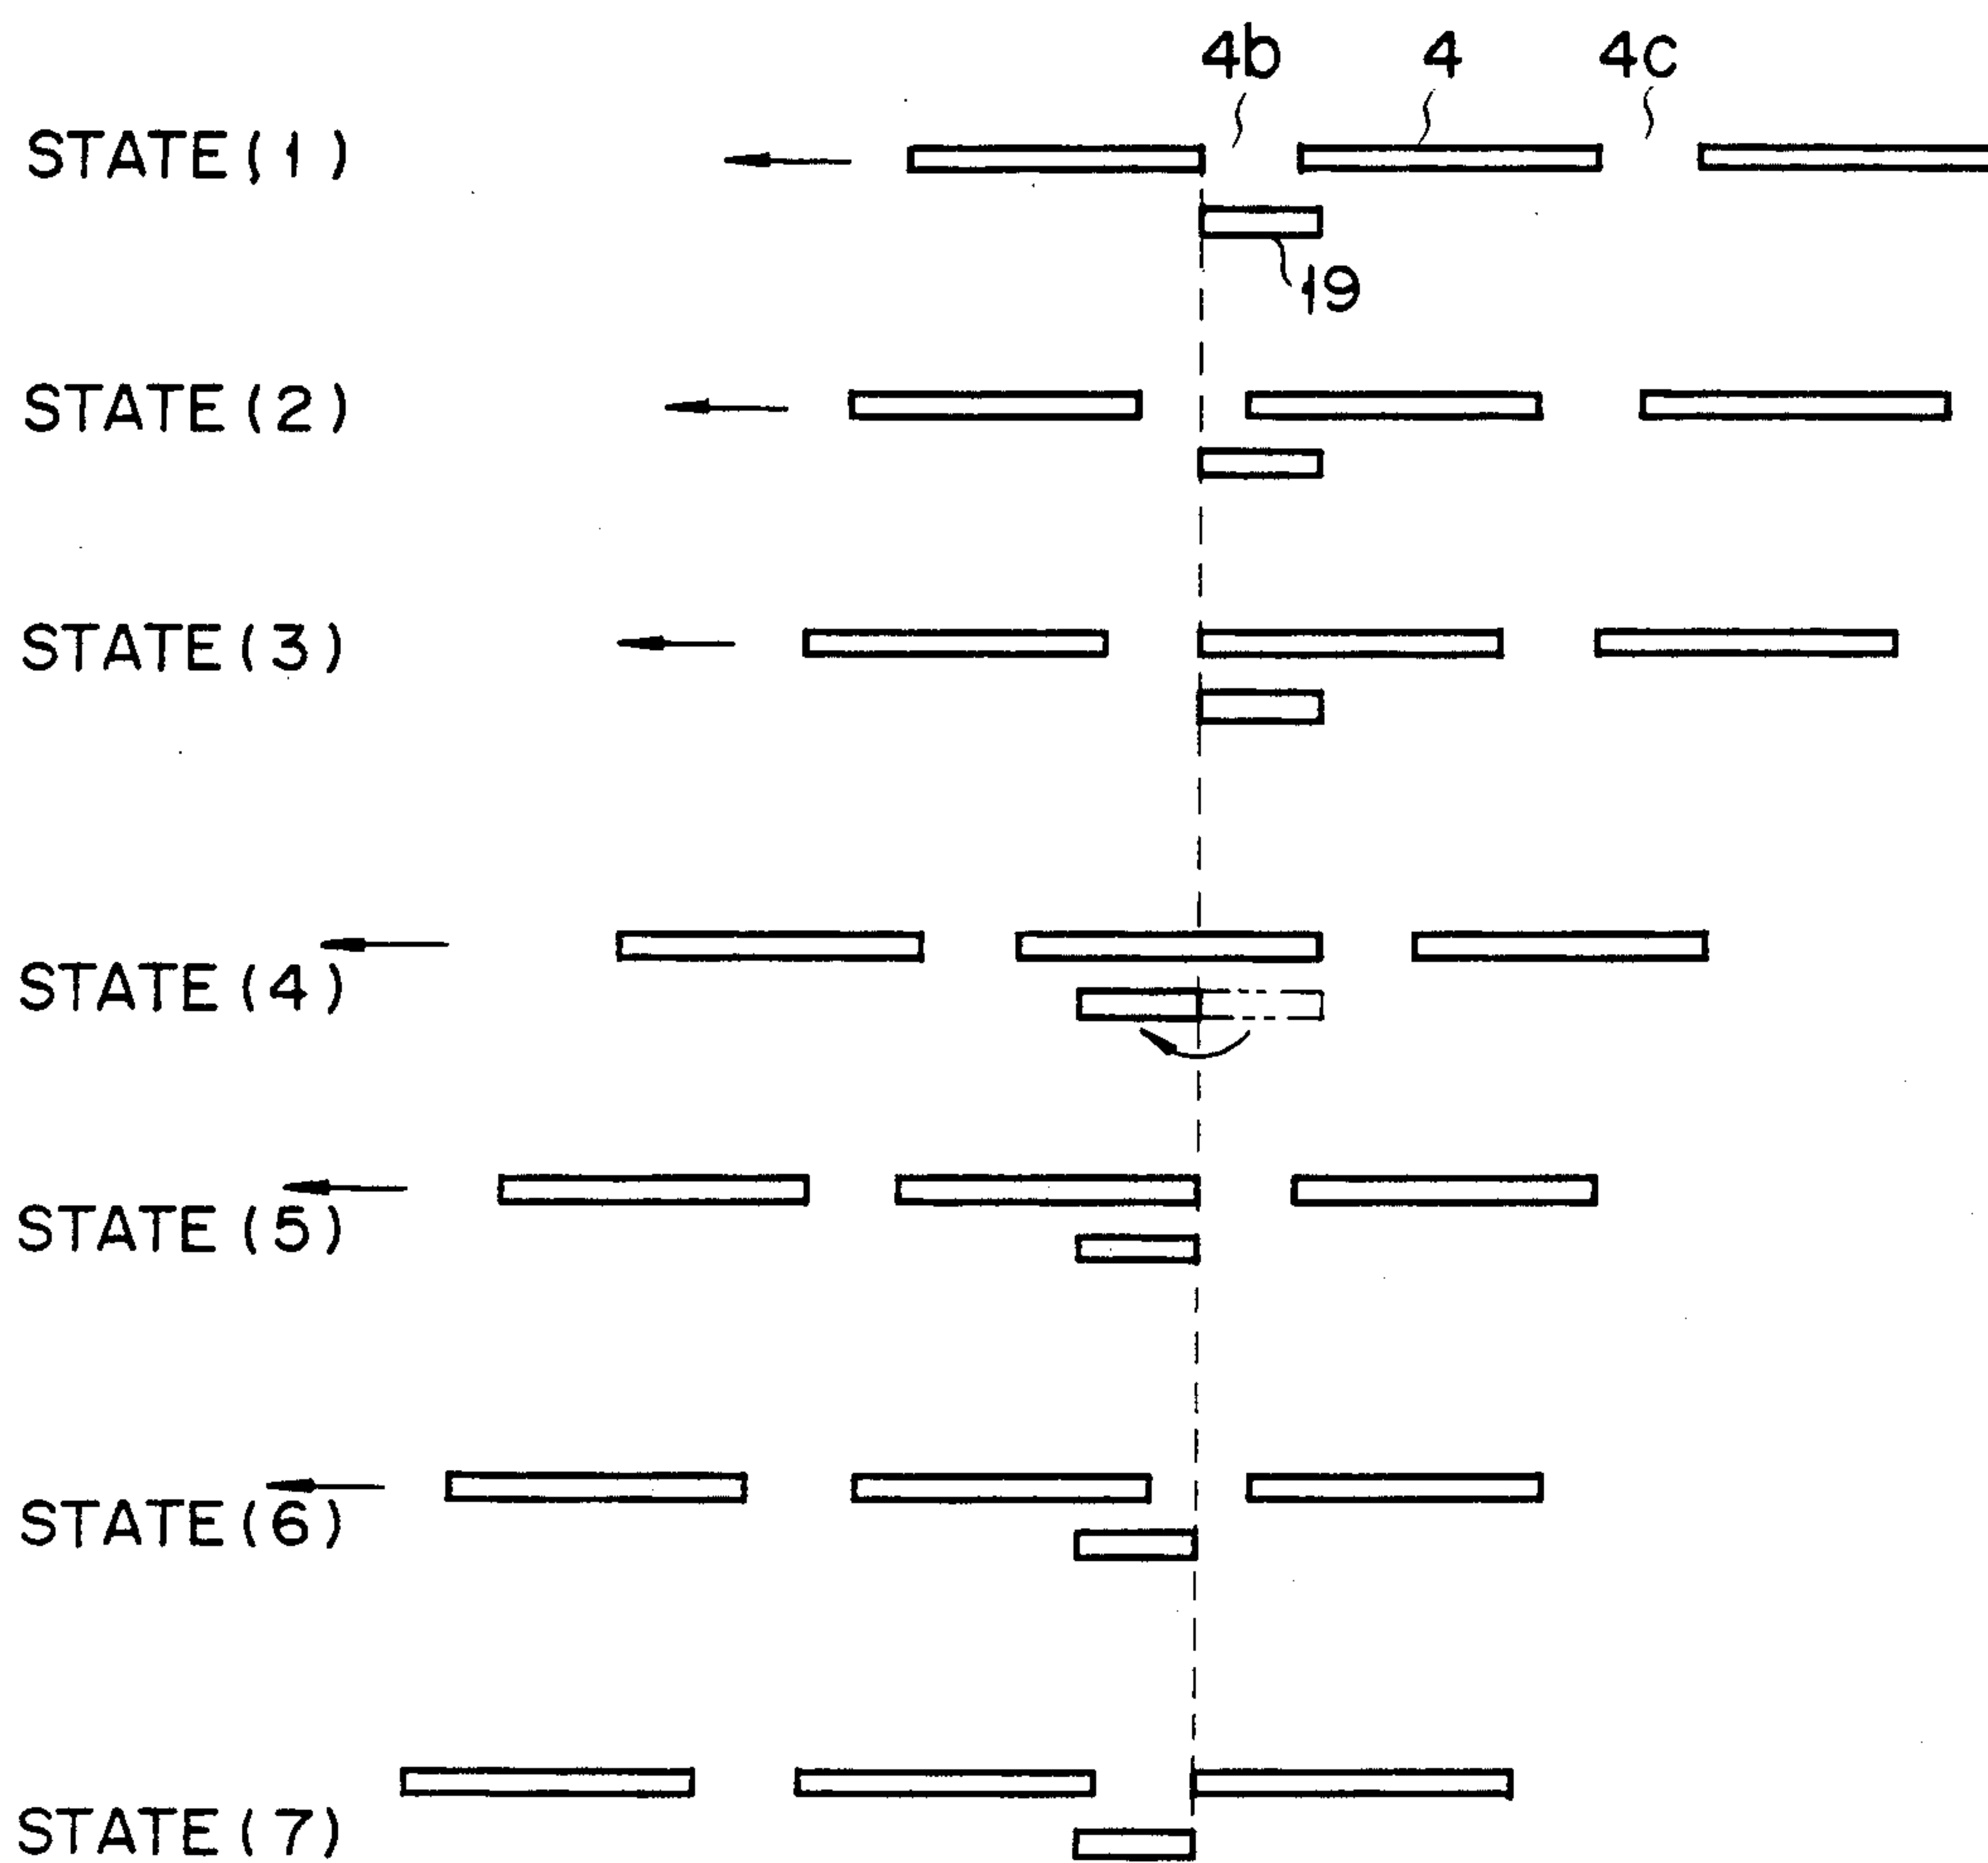 4b 4 4c
STATE(1)
19
STATE(2)
STATE(3)
STATE(4)
STATE(5)
STATE(6)
STATE(7)